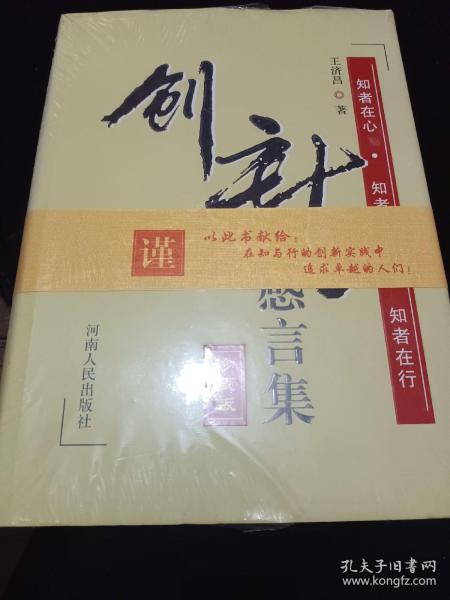 王济昌 著
创新
感言集
知者在心
知者
知者在行
谨
以此书献给：
在知与行的创新实践中
追求卓越的人们！
河南人民出版社
孔夫子旧书网
www.kongfz.com